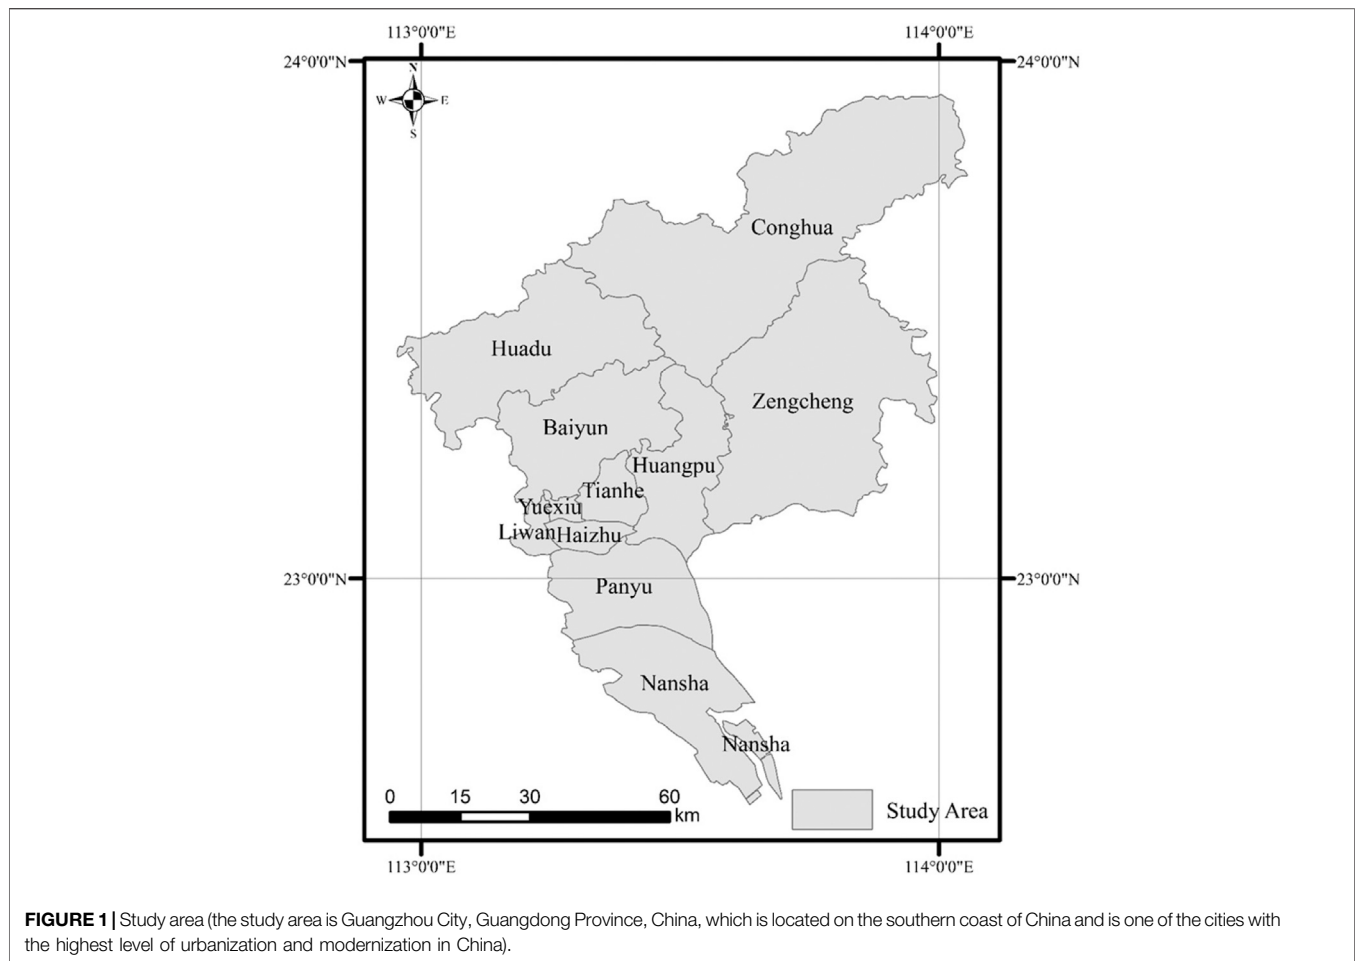 113°0'0"E 114°0'0"E
24°0'0"N 24°0'0"N
N
W E
S
Conghua
Huadu
Zengcheng
Baiyun
Huangpu
Tianhe
Yuexiu
Liwan Haizhu
23°0'0"N 23°0'0"N
Panyu
Nansha
Nansha
0 15 30 60
km
Study Area
113°0'0"E 114°0'0"E
FIGURE 1 | Study area (the study area is Guangzhou City, Guangdong Province, China, which is located on the southern coast of China and is one of the cities with
the highest level of urbanization and modernization in China).